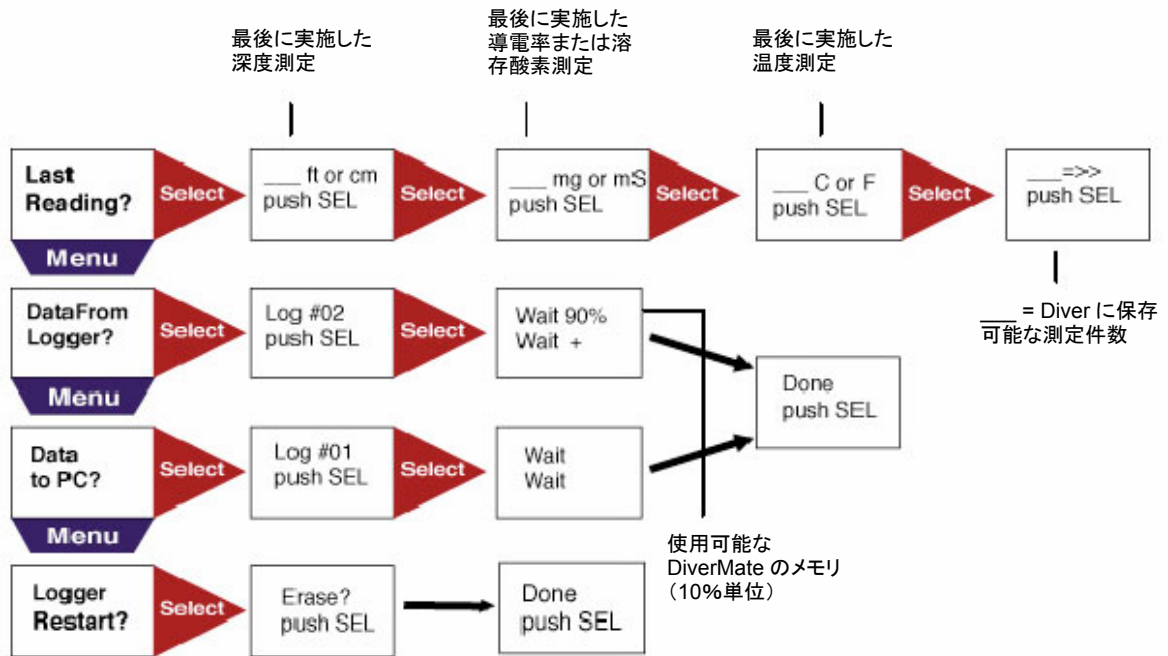 最後に実施した
深度測定
最後に実施した
導電率または溶
存酸素測定
最後に実施した
温度測定
Last
Reading?
Select
___ ft or cm
push SEL
Select
___ mg or mS
push SEL
Select
___ C or F
push SEL
Select
___=>>
push SEL
Menu
___ = Diver に保存
可能な測定件数
DataFrom
Logger?
Select
Log #02
push SEL
Select
Wait 90%
Wait +
Menu
Done
push SEL
Data
to PC?
Select
Log #01
push SEL
Select
Wait
Wait
Menu
使用可能な
DiverMate のメモリ
(10%単位)
Logger
Restart?
Select
Erase?
push SEL
Done
push SEL